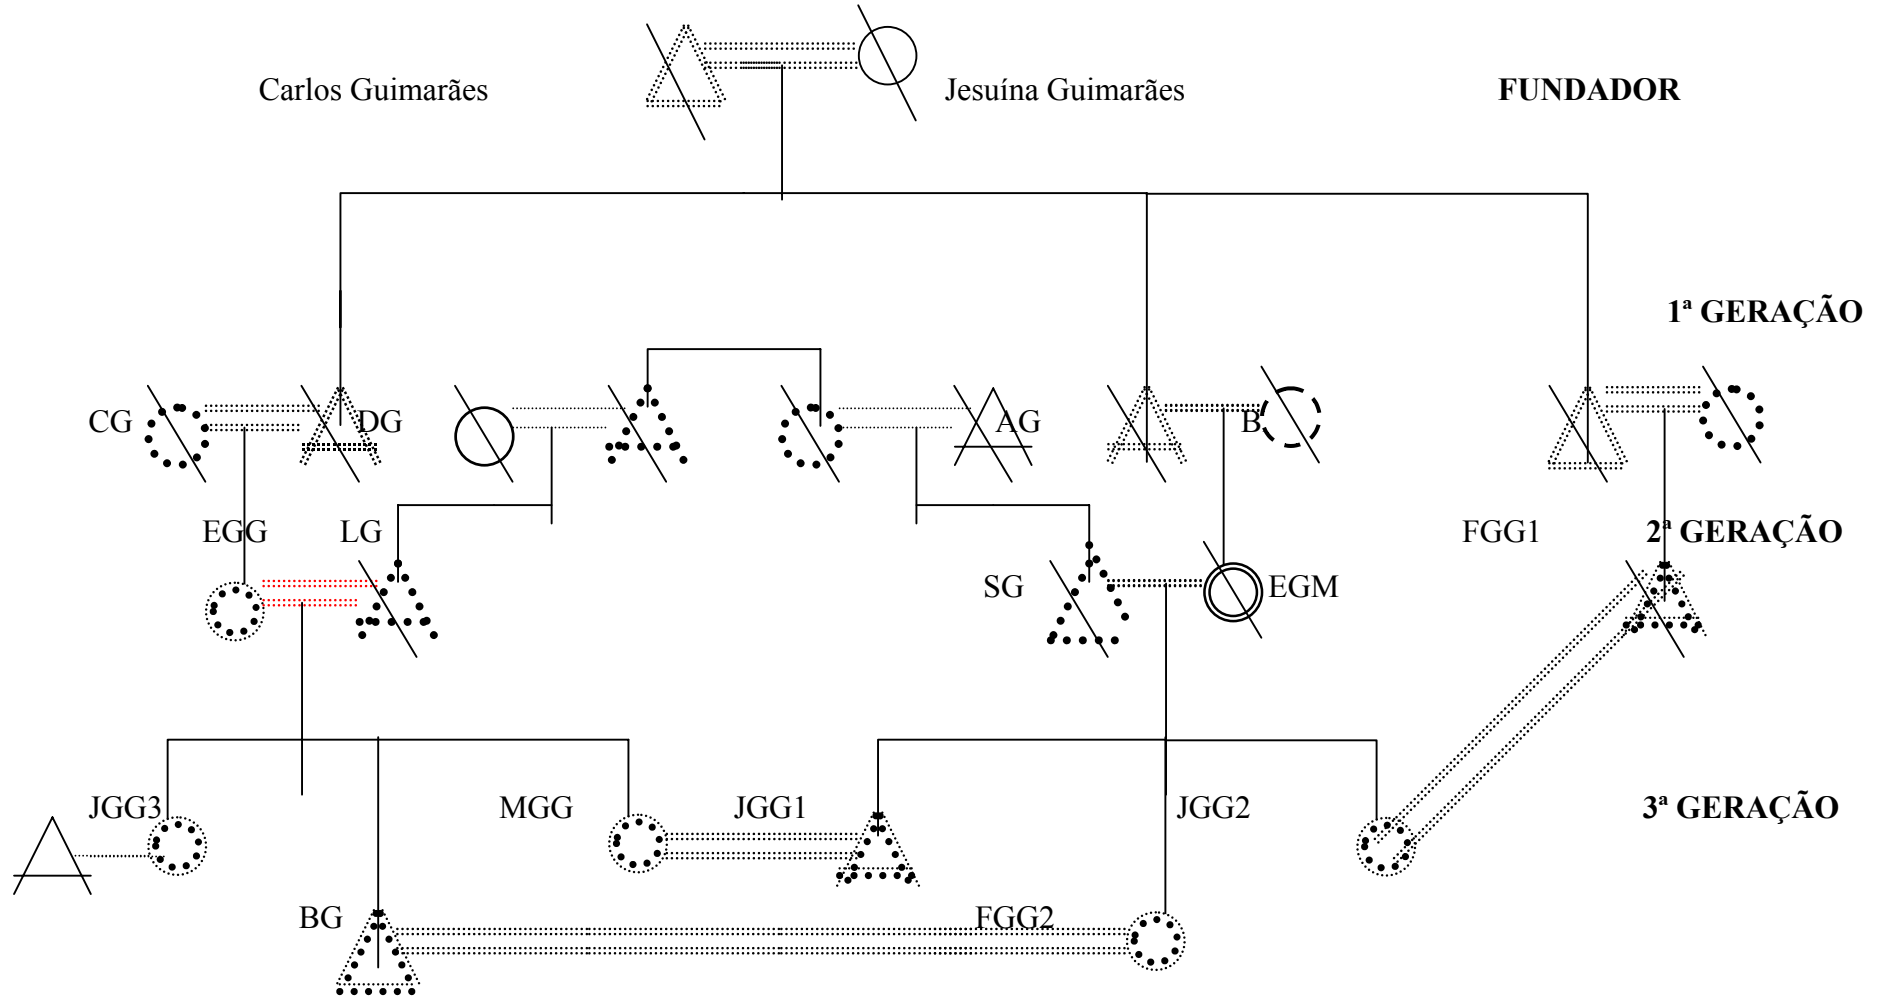 Carlos Guimarães Jesuína Guimarães FUNDADOR
1ª GERAÇÃO
CG DG AG B
EGG LG FGG1 2ª GERAÇÃO
SG EGM
JGG3 MGG JGG1 JGG2 3ª GERAÇÃO
BG FGG2